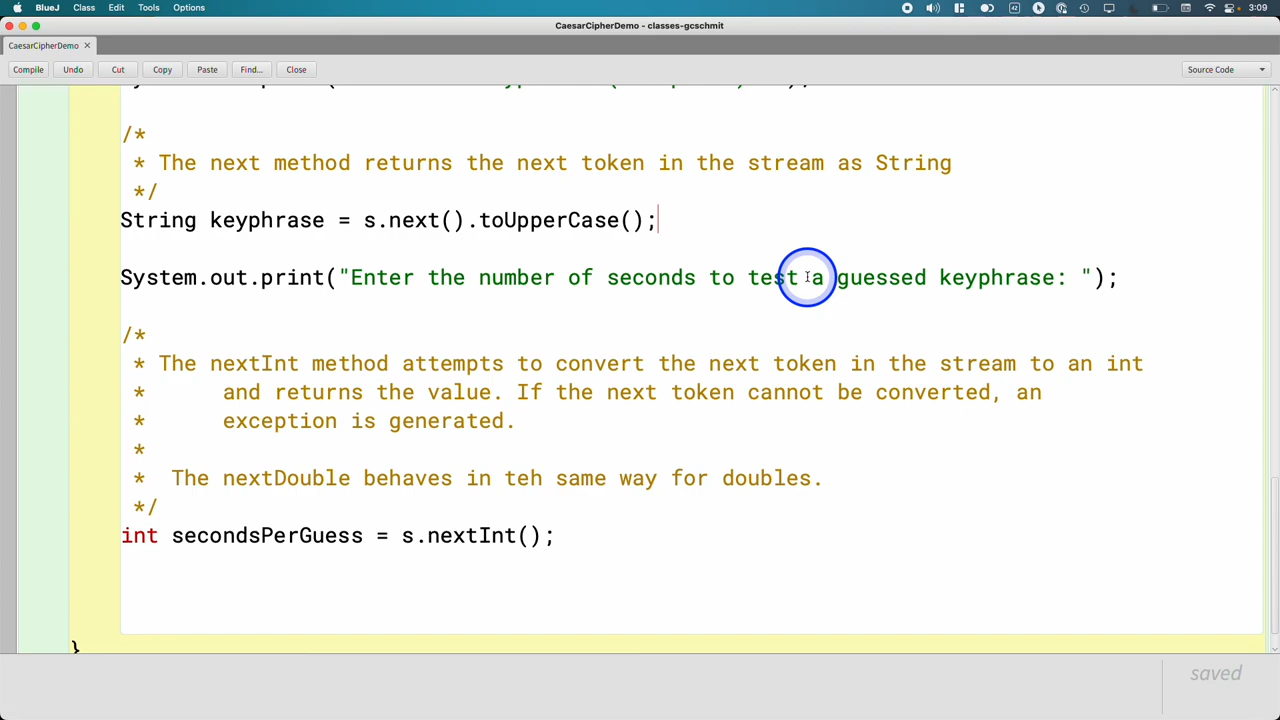 BlueJ Class Edit Tools Options 42 3:09
CaesarCipherDemo - classes-gcschmit
CaesarCipherDemo
Compile Undo Cut Copy Paste Find... Close Source Code
/*
* The next method returns the next token in the stream as String
*/
String keyphrase = s.next().toUpperCase();
System.out.print("Enter the number of seconds to test a guessed keyphrase: ");
/*
* The nextInt method attempts to convert the next token in the stream to an int
* and returns the value. If the next token cannot be converted, an
* exception is generated.
*
* The nextDouble behaves in teh same way for doubles.
*/
int secondsPerGuess = s.nextInt();
}
saved